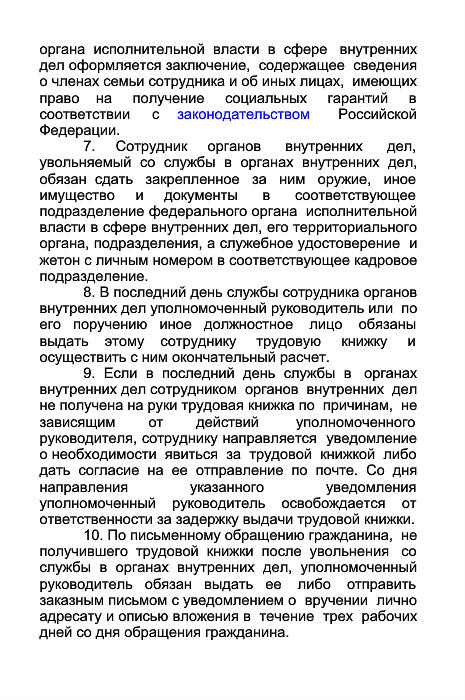 органа исполнительной власти в сфере внутренних
дел оформляется заключение, содержащее сведения
о членах семьи сотрудника и об иных лицах, имеющих
право на получение социальных гарантий в
соответствии с законодательством Российской
Федерации.
7. Сотрудник органов внутренних дел,
увольняемый со службы в органах внутренних дел,
обязан сдать закрепленное за ним оружие, иное
имущество и документы в соответствующее
подразделение федерального органа исполнительной
власти в сфере внутренних дел, его территориального
органа, подразделения, а служебное удостоверение и
жетон с личным номером в соответствующее кадровое
подразделение.
8. В последний день службы сотрудника органов
внутренних дел уполномоченный руководитель или по
его поручению иное должностное лицо обязаны
выдать этому сотруднику трудовую книжку и
осуществить с ним окончательный расчет.
9. Если в последний день службы в органах
внутренних дел сотрудником органов внутренних дел
не получена на руки трудовая книжка по причинам, не
зависящим от действий уполномоченного
руководителя, сотруднику направляется уведомление
о необходимости явиться за трудовой книжкой либо
дать согласие на ее отправление по почте. Со дня
направления указанного уведомления
уполномоченный руководитель освобождается от
ответственности за задержку выдачи трудовой книжки.
10. По письменному обращению гражданина, не
получившего трудовой книжки после увольнения со
службы в органах внутренних дел, уполномоченный
руководитель обязан выдать ее либо отправить
заказным письмом с уведомлением о вручении лично
адресату и описью вложения в течение трех рабочих
дней со дня обращения гражданина.